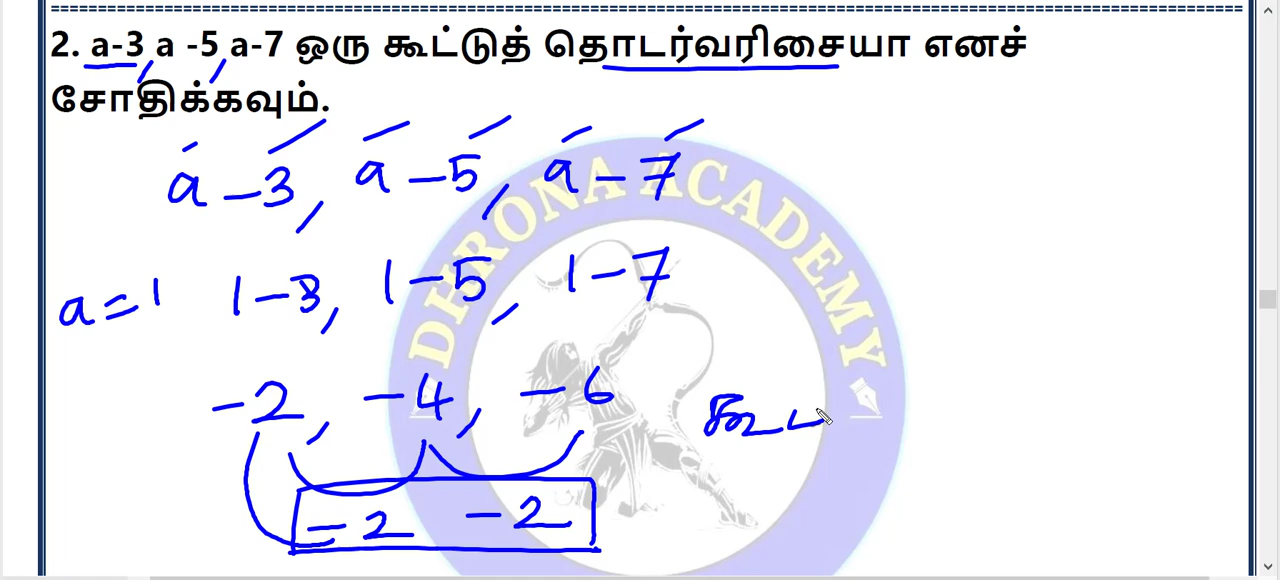 2. a-3, a -5, a-7 ஒரு கூட்டுத் தொடர்வரிசையா எனச்
சோதிக்கவும்.
a - 3, a - 5, a - 7
a = 1 1 - 3, 1 - 5, 1 - 7
-2, -4, -6 கூட
-2 -2
DHRONA ACADEMY